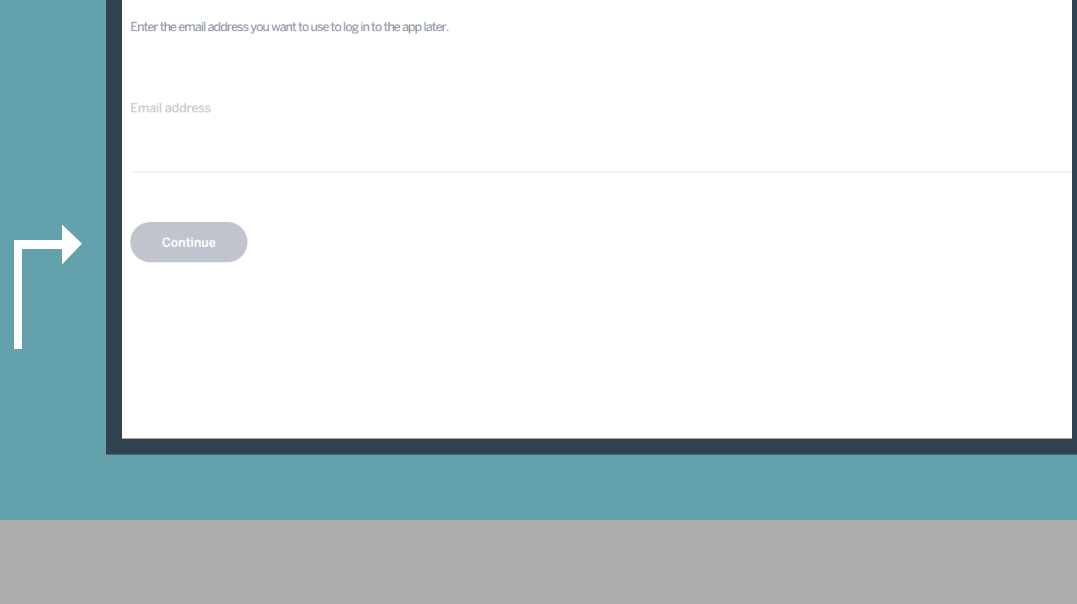 Enter the email address you want to use to log in to the app later.
Email address
Continue